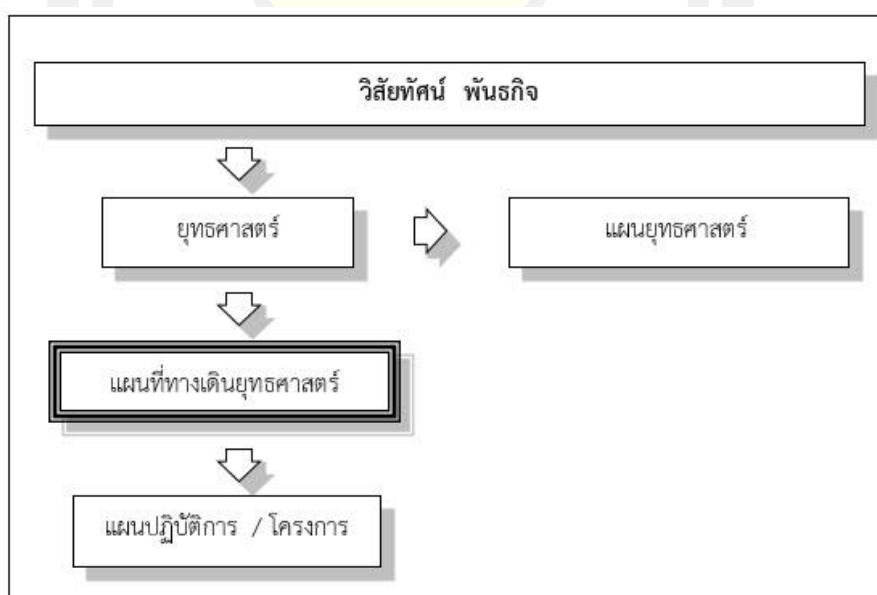 วิสัยทัศน์ พันธกิจ
ยุทธศาสตร์
แผนยุทธศาสตร์
แผนที่ทางเดินยุทธศาสตร์
แผนปฏิบัติการ / โครงการ